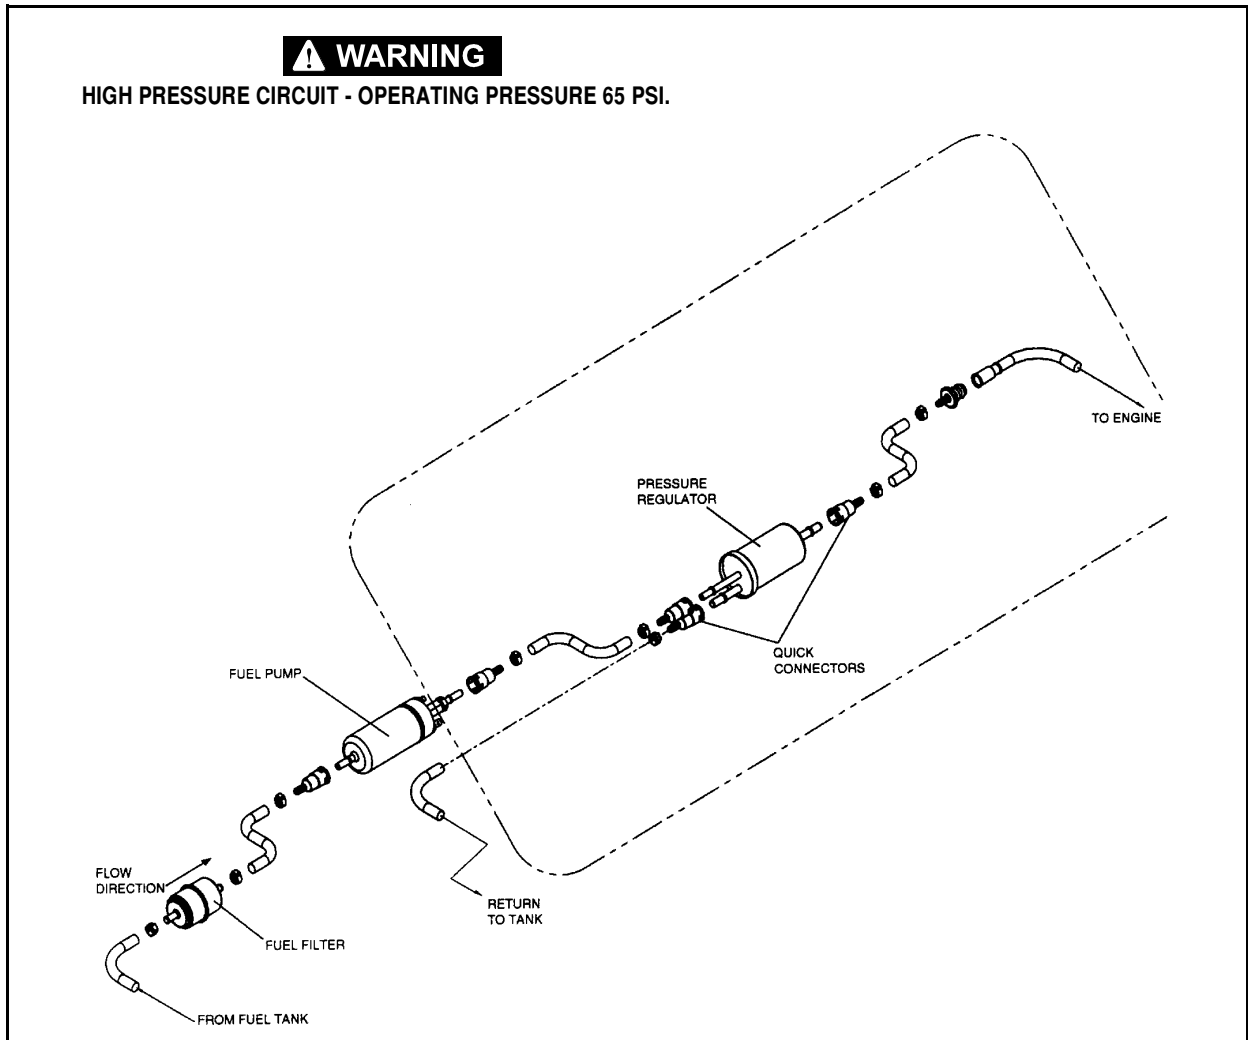 WARNING
HIGH PRESSURE CIRCUIT - OPERATING PRESSURE 65 PSI.
TO ENGINE
PRESSURE
REGULATOR
QUICK
CONNECTORS
FUEL PUMP
FLOW
DIRECTION
RETURN
TO TANK
FUEL FILTER
FROM FUEL TANK